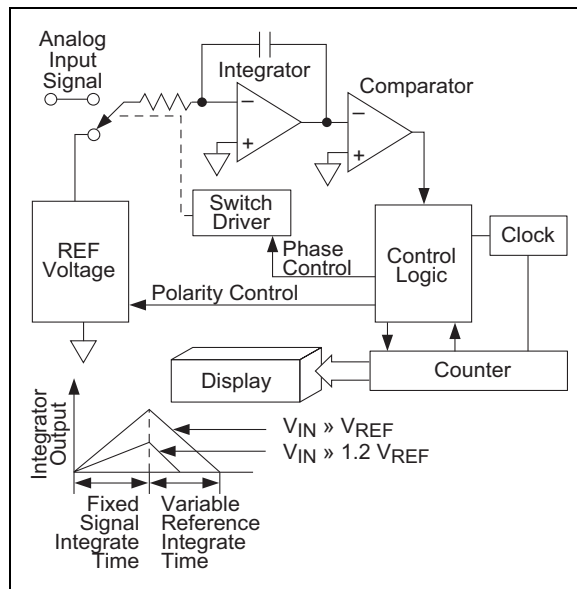 Analog
Input
Signal
Integrator
Comparator
−
+
−
+
Switch
Driver
REF
Voltage
Phase
Control
Control
Logic
Clock
Polarity Control
Counter
Display
Integrator
Output
VIN » VREF
VIN » 1.2 VREF
Fixed
Signal
Integrate
Time
Variable
Reference
Integrate
Time